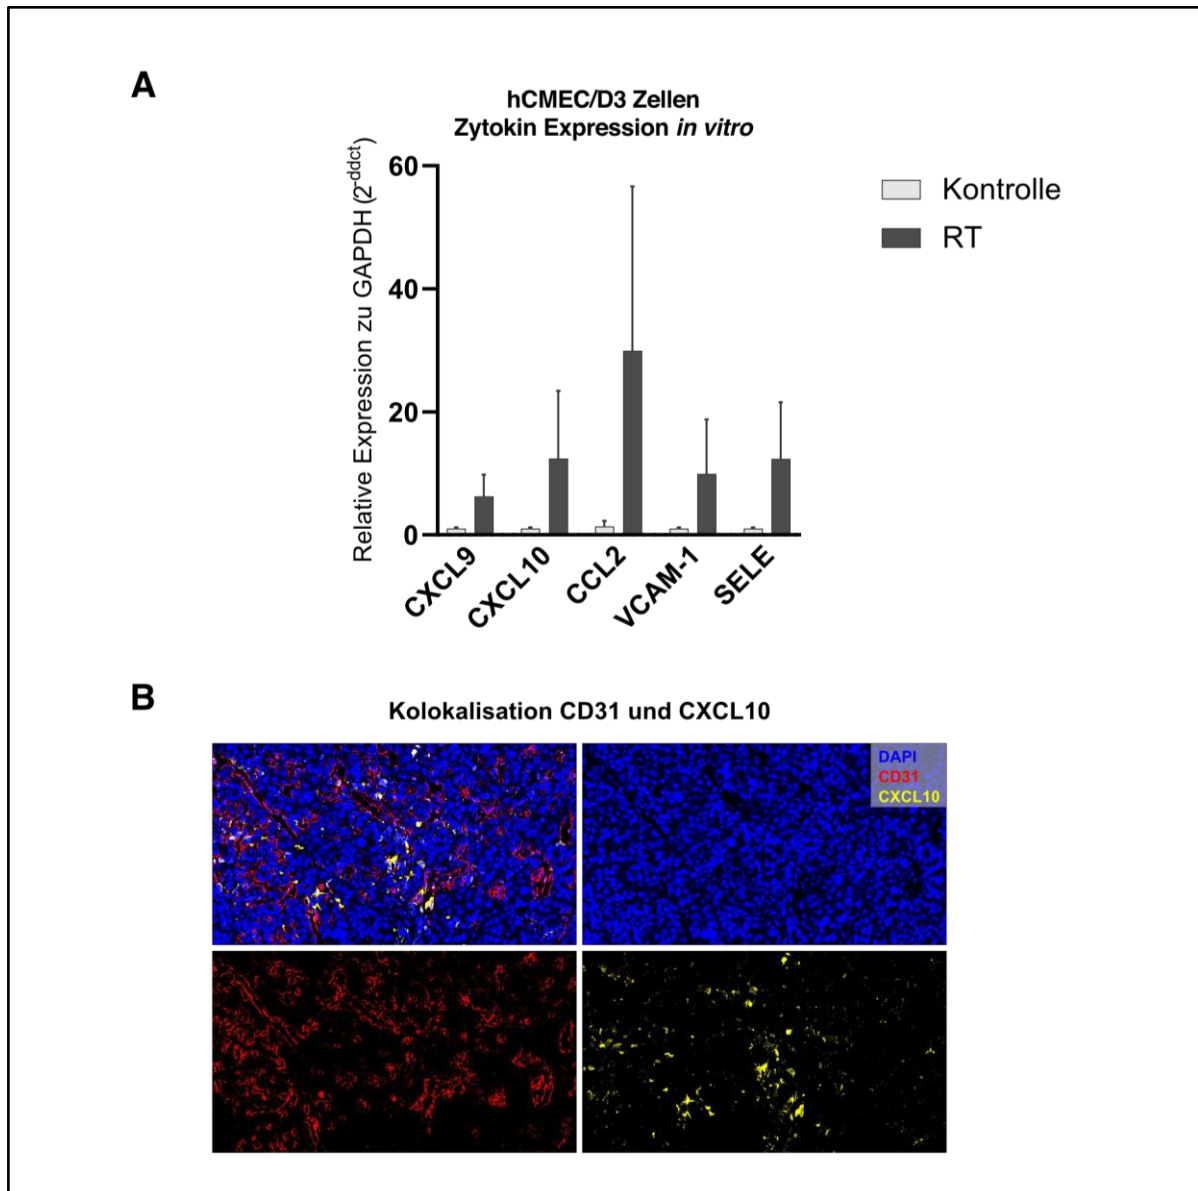 A
hCMEC/D3 Zellen
Zytokin Expression in vitro
Relative Expression zu GAPDH (2-ddct)
60
40
20
0
CXCL9
CXCL10
CCL2
VCAM-1
SELE
Kontrolle
RT
B
Kolokalisation CD31 und CXCL10
DAPI
CD31
CXCL10